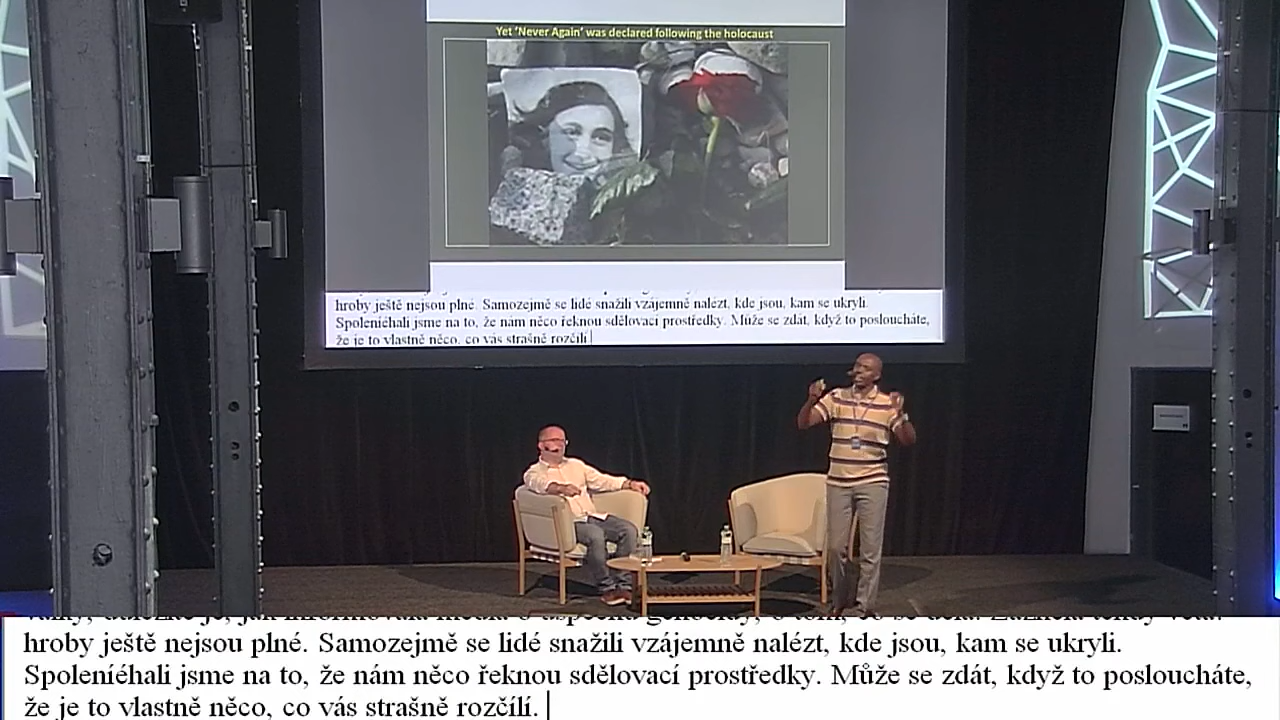 Yet 'Never Again' was declared following the holocaust
hroby ještě nejsou plné. Samozejmě se lidé snažili vzájemně nalézt, kde jsou, kam se ukryli.
Spoleniéhali jsme na to, že nám něco řeknou sdělovací prostředky. Může se zdát, když to posloucháte,
že je to vlastně něco, co vás strašně rozčílí
hroby ještě nejsou plné. Samozejmě se lidé snažili vzájemně nalézt, kde jsou, kam se ukryli.
Spoleníéhali jsme na to, že nám něco řeknou sdělovací prostředky. Může se zdát, když to posloucháte,
že je to vlastně něco, co vás strašně rozčílí.